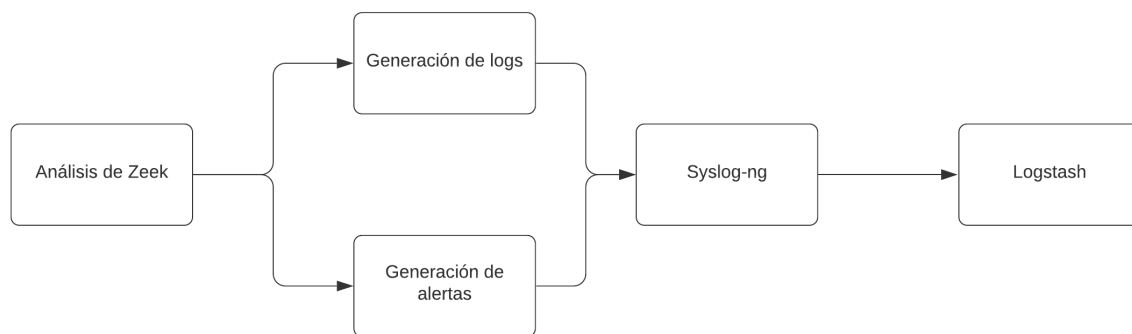 Análisis de Zeek
Generación de logs
Generación de
alertas
Syslog-ng
Logstash